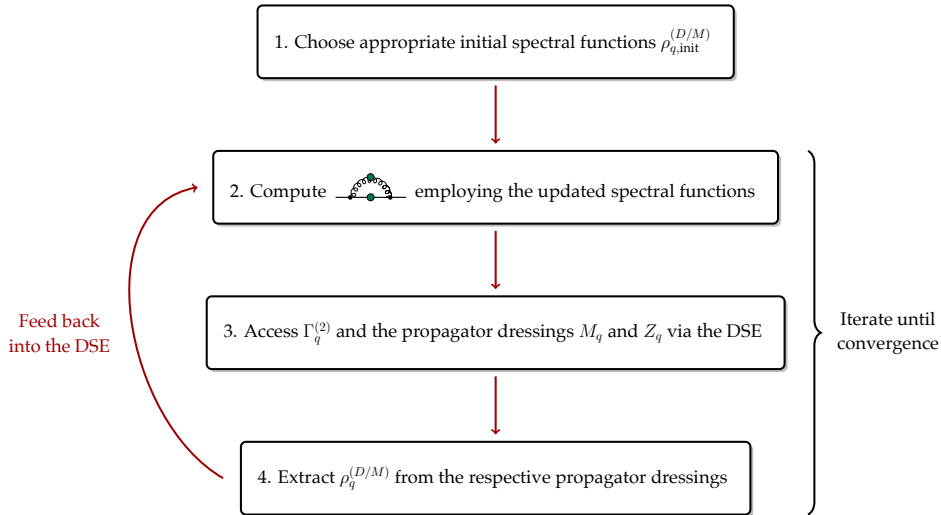 1. Choose appropriate initial spectral functions $\rho_{q,\text{init}}^{(D/M)}$
2. Compute employing the updated spectral functions
3. Access $\Gamma_q^{(2)}$ and the propagator dressings $M_q$ and $Z_q$ via the DSE
Feed back
into the DSE
Iterate until
convergence
4. Extract $\rho_q^{(D/M)}$ from the respective propagator dressings